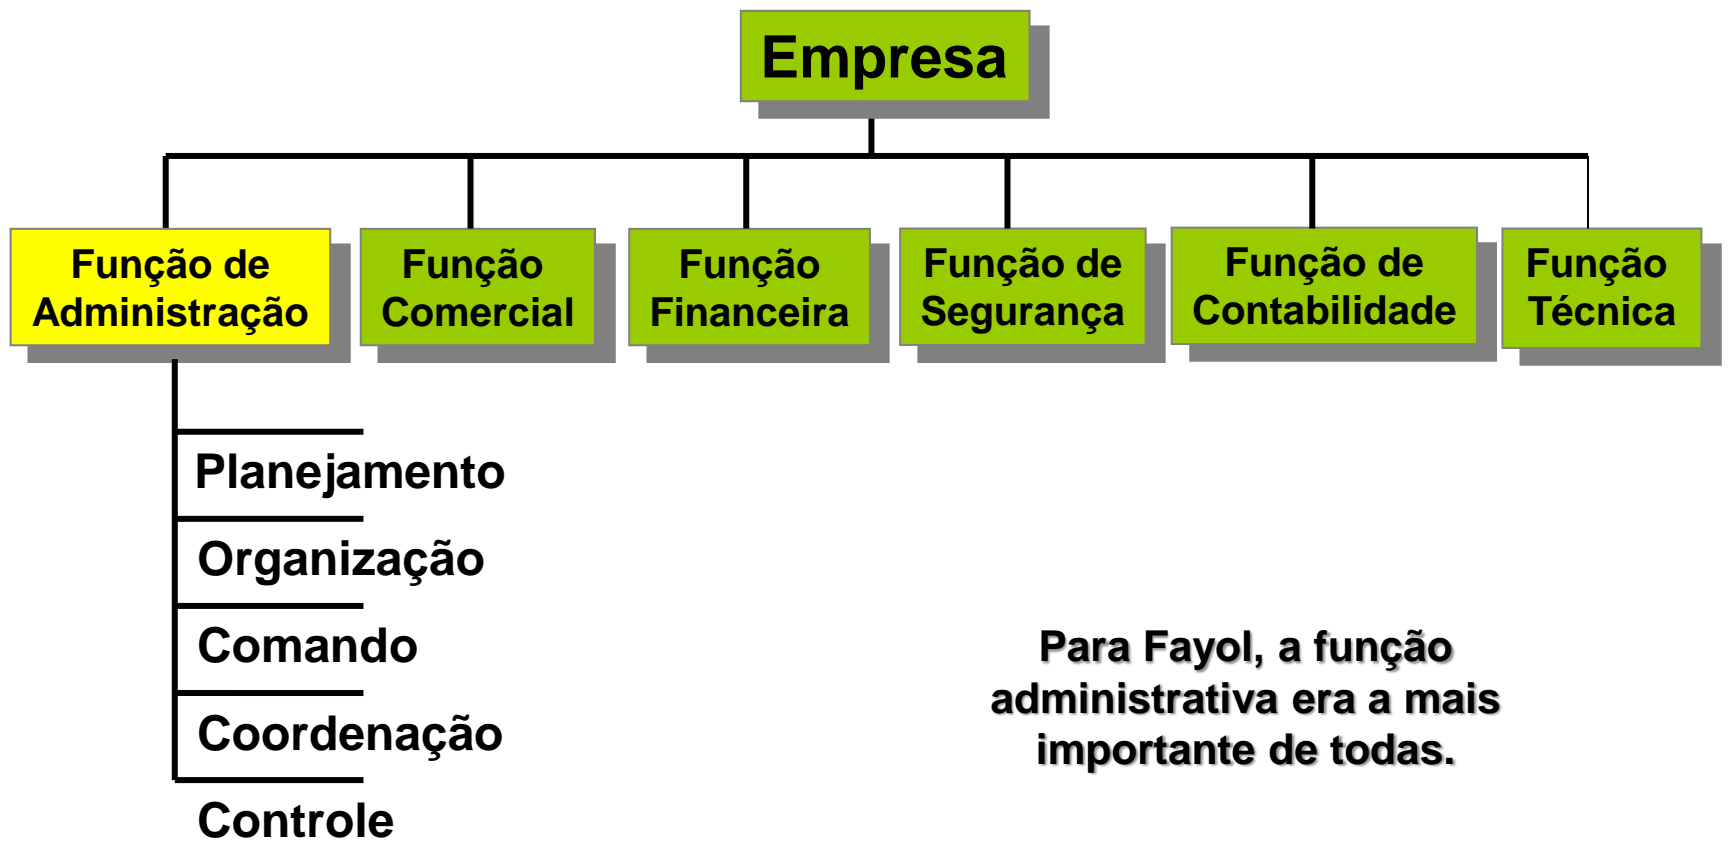 Empresa
Função de
Administração
Função
Comercial
Função
Financeira
Função de
Segurança
Função de
Contabilidade
Função
Técnica
Planejamento
Organização
Comando
Coordenação
Controle
Para Fayol, a função
administrativa era a mais
importante de todas.